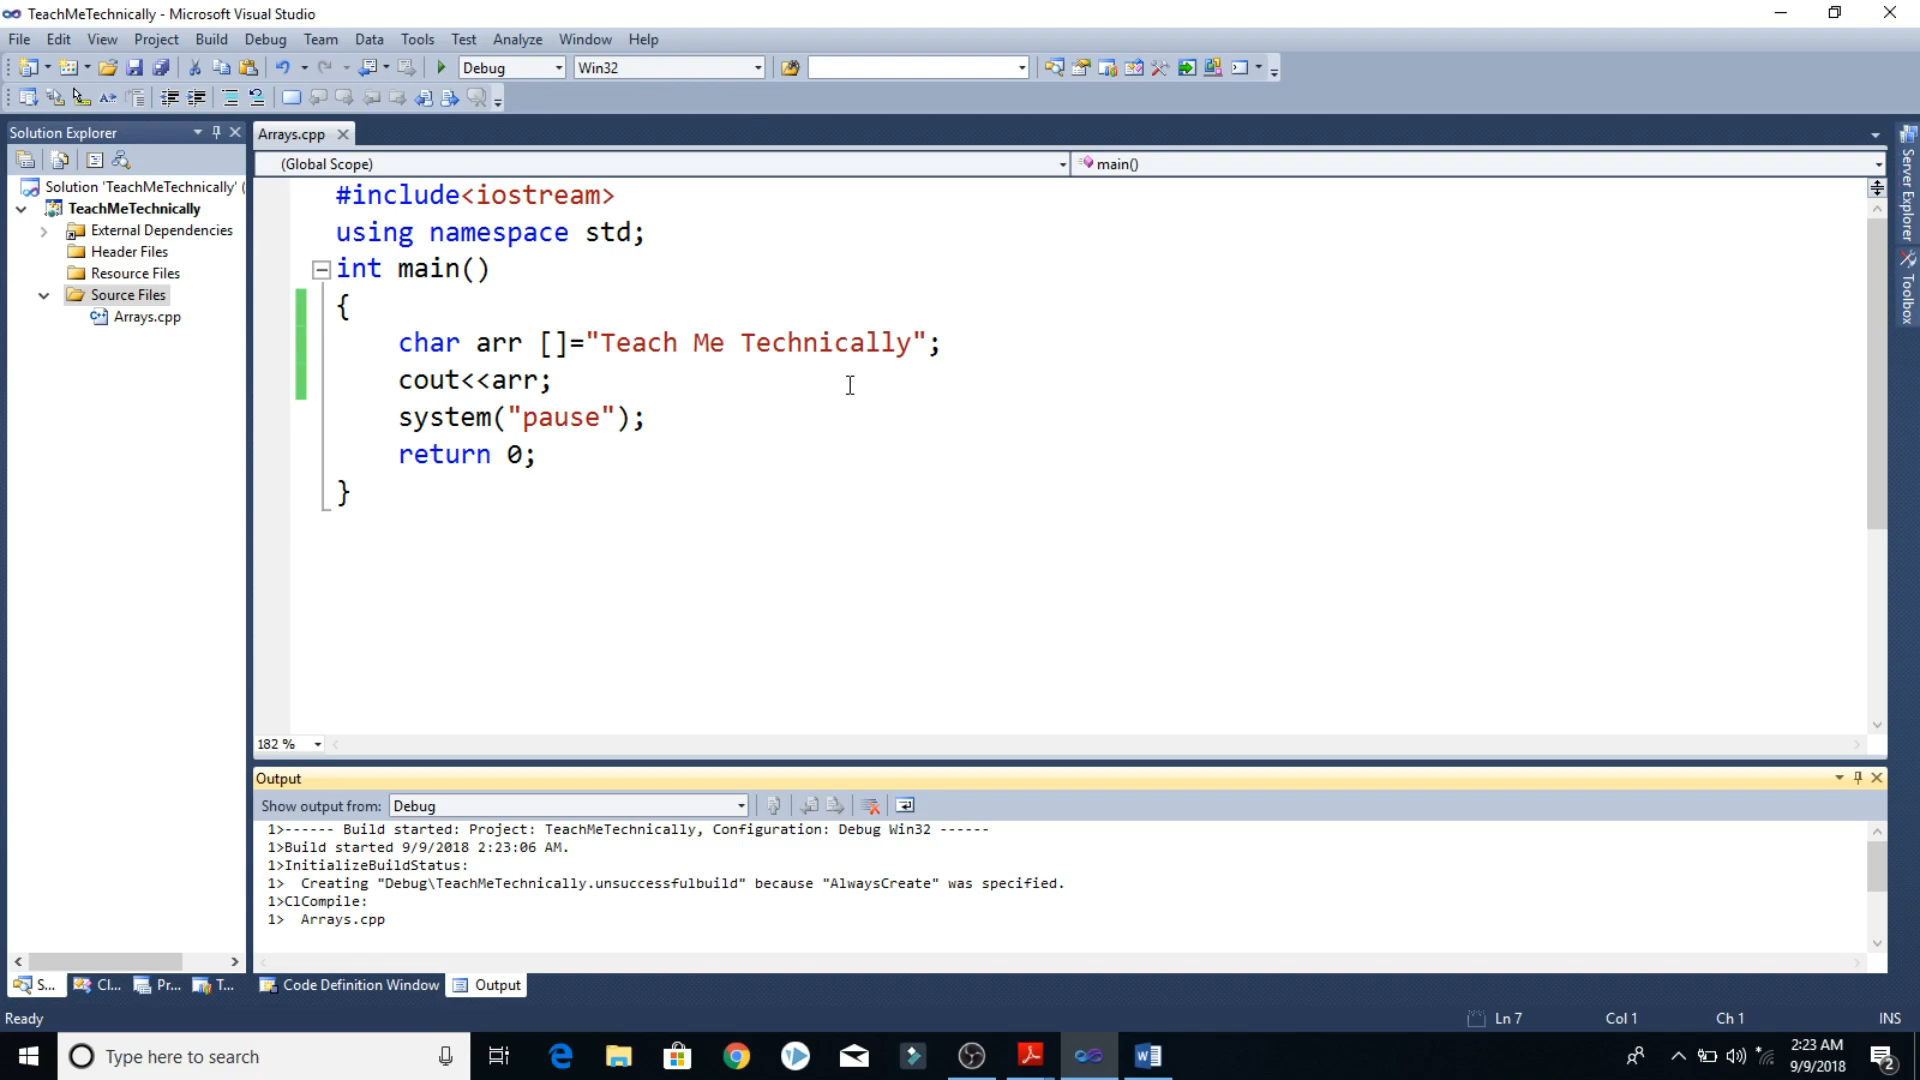 TeachMeTechnically - Microsoft Visual Studio
File Edit View Project Build Debug Team Data Tools Test Analyze Window Help
Debug Win32
Solution Explorer
Arrays.cpp
(Global Scope) main()
Solution 'TeachMeTechnically' (
TeachMeTechnically
External Dependencies
Header Files
Resource Files
Source Files
Arrays.cpp
#include<iostream>
using namespace std;
int main()
{
char arr []="Teach Me Technically";
cout<<arr;
system("pause");
return 0;
}
Server Explorer
Toolbox
182 %
Output
Show output from: Debug
1>------ Build started: Project: TeachMeTechnically, Configuration: Debug Win32 ------
1>Build started 9/9/2018 2:23:06 AM.
1>InitializeBuildStatus:
1>  Creating "Debug\TeachMeTechnically.unsuccessfulbuild" because "AlwaysCreate" was specified.
1>ClCompile:
1>  Arrays.cpp
S... Cl... Pr... T... Code Definition Window Output
Ready Ln 7 Col 1 Ch 1 INS
Type here to search
2:23 AM
9/9/2018
2